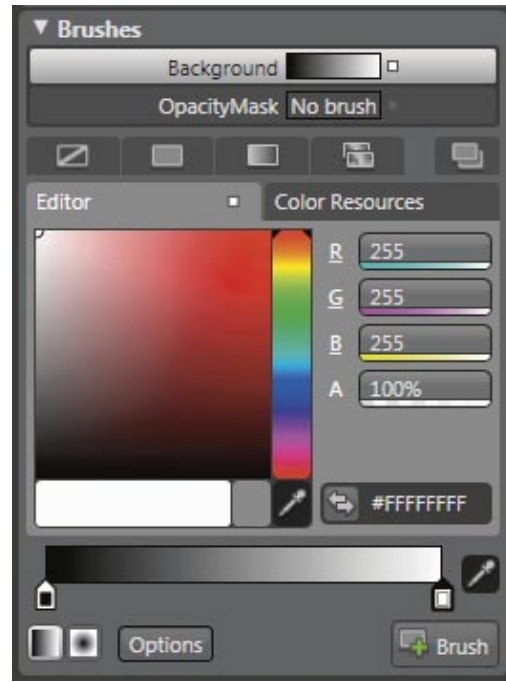 Brushes
Background
OpacityMask No brush
Editor Color Resources
R 255
G 255
B 255
A 100%
#FFFFFFFF
Options Brush